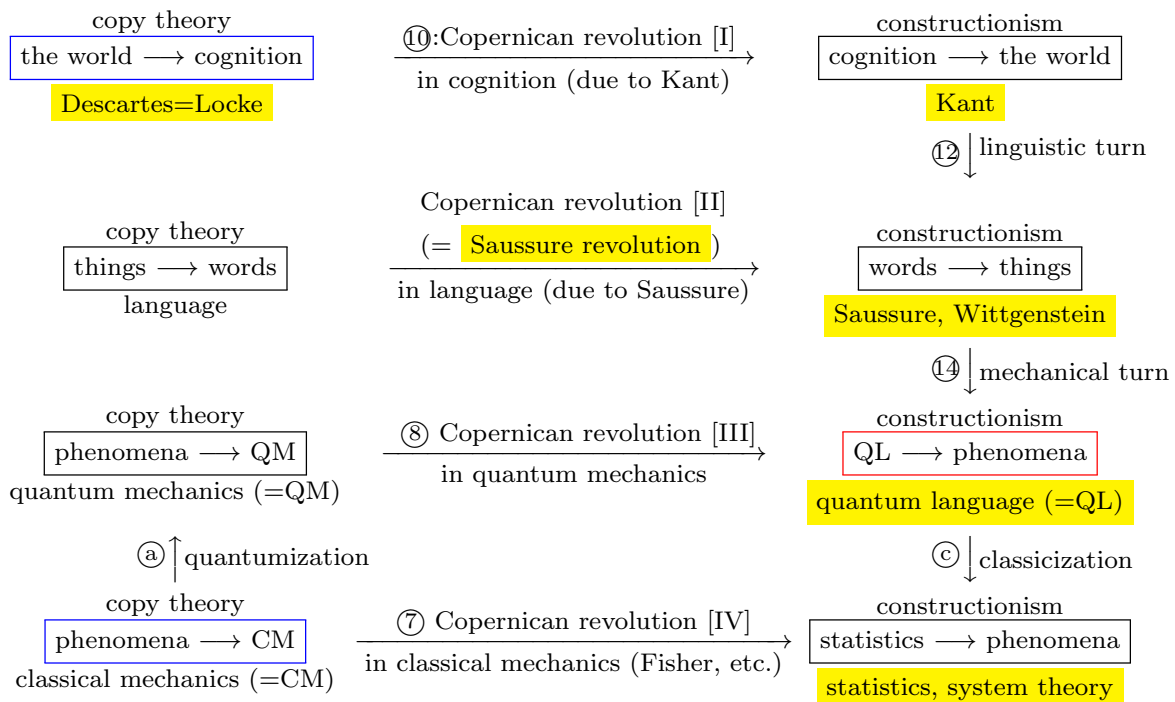 copy theory
the world ⟶ cognition
Descartes=Locke
⑩:Copernican revolution [I]
in cognition (due to Kant)
constructionism
cognition ⟶ the world
Kant
⑫ linguistic turn
copy theory
things ⟶ words
language
Copernican revolution [II]
(= Saussure revolution )
in language (due to Saussure)
constructionism
words ⟶ things
Saussure, Wittgenstein
⑭ mechanical turn
copy theory
phenomena ⟶ QM
quantum mechanics (=QM)
⑧ Copernican revolution [III]
in quantum mechanics
constructionism
QL ⟶ phenomena
quantum language (=QL)
ⓐ quantumization
ⓒ classicization
copy theory
phenomena ⟶ CM
classical mechanics (=CM)
⑦ Copernican revolution [IV]
in classical mechanics (Fisher, etc.)
constructionism
statistics ⟶ phenomena
statistics, system theory